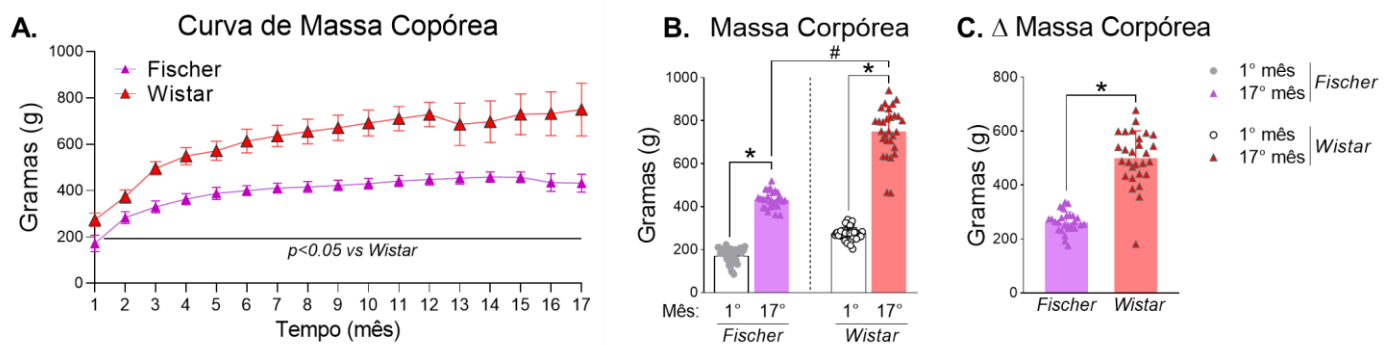 A.
Curva de Massa Copórea
Gramas (g)
1000
800
600
400
200
0
Fischer
Wistar
p<0.05 vs Wistar
1 2 3 4 5 6 7 8 9 10 11 12 13 14 15 16 17
Tempo (mês)
B.
Massa Corpórea
Gramas (g)
1000
800
600
400
200
0
#
*
*
Mês: 1° 17° 1° 17°
Fischer Wistar
C. Δ Massa Corpórea
Gramas (g)
800
600
400
200
0
*
Fischer Wistar
1° mês
17° mês
Fischer
1° mês
17° mês
Wistar